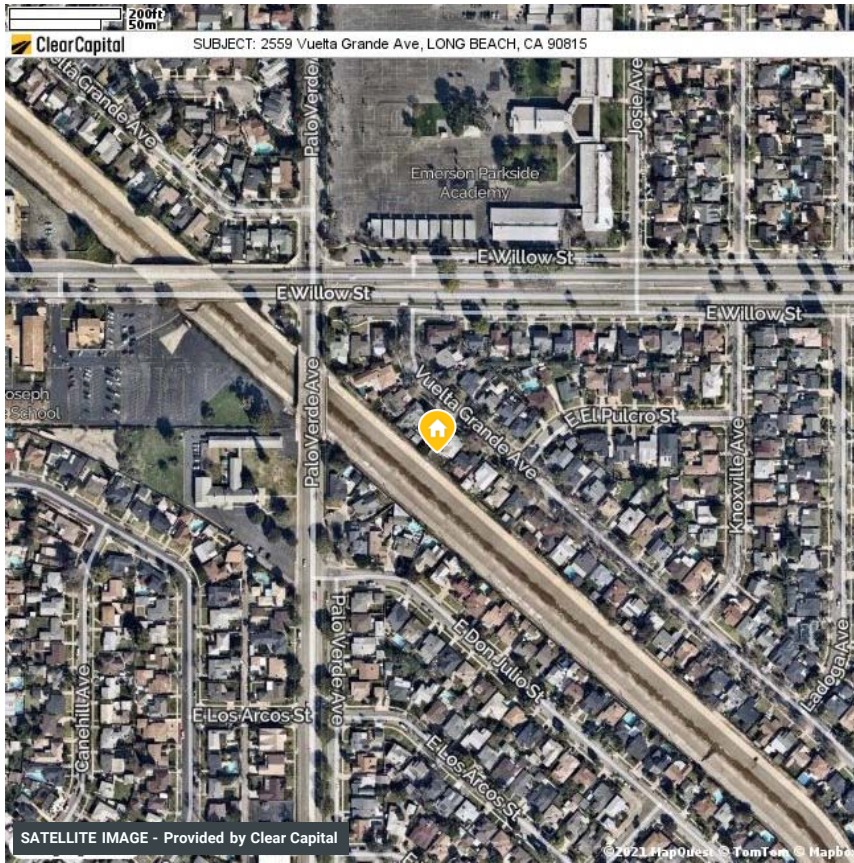 200ft
50m
ClearCapital
SUBJECT: 2559 Vuelta Grande Ave, LONG BEACH, CA 90815
Grande Ave
Palo Verde
Josie Ave
Emerson Parkside
Academy
E Willow St
E Willow St
E Willow St
Palo Verde Ave
Vuelta Grande Ave
E El Pulcro St
oseph
School
Knoxville Ave
Palo Verde Ave
E Don Julio St
Ladoga Ave
Canehill Ave
E Los Arcos St
E Los Arcos St
SATELLITE IMAGE - Provided by Clear Capital
©2021 MapQuest © TomTom © Mapbo